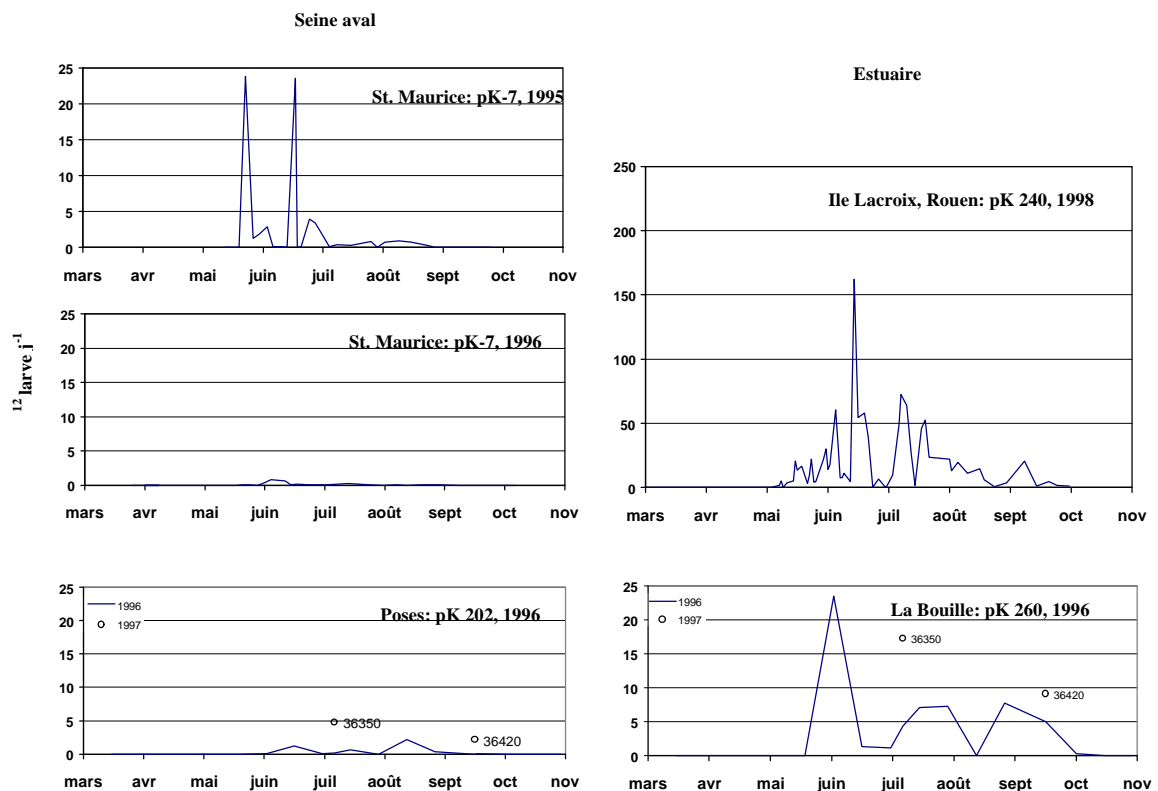 Seine aval
Estuaire
12 larve l-1
St. Maurice: pK-7, 1995
25
20
15
10
5
0
mars avr mai juin juil août sept oct nov
St. Maurice: pK-7, 1996
25
20
15
10
5
0
mars avr mai juin juil août sept oct nov
Poses: pK 202, 1996
1996
1997
25
20
15
10
5
0
36350
36420
mars avr mai juin juil août sept oct nov
Ile Lacroix, Rouen: pK 240, 1998
250
200
150
100
50
0
mars avr mai juin juil août sept oct nov
La Bouille: pK 260, 1996
1996
1997
25
20
15
10
5
0
36350
36420
mars avr mai juin juil août sept oct nov